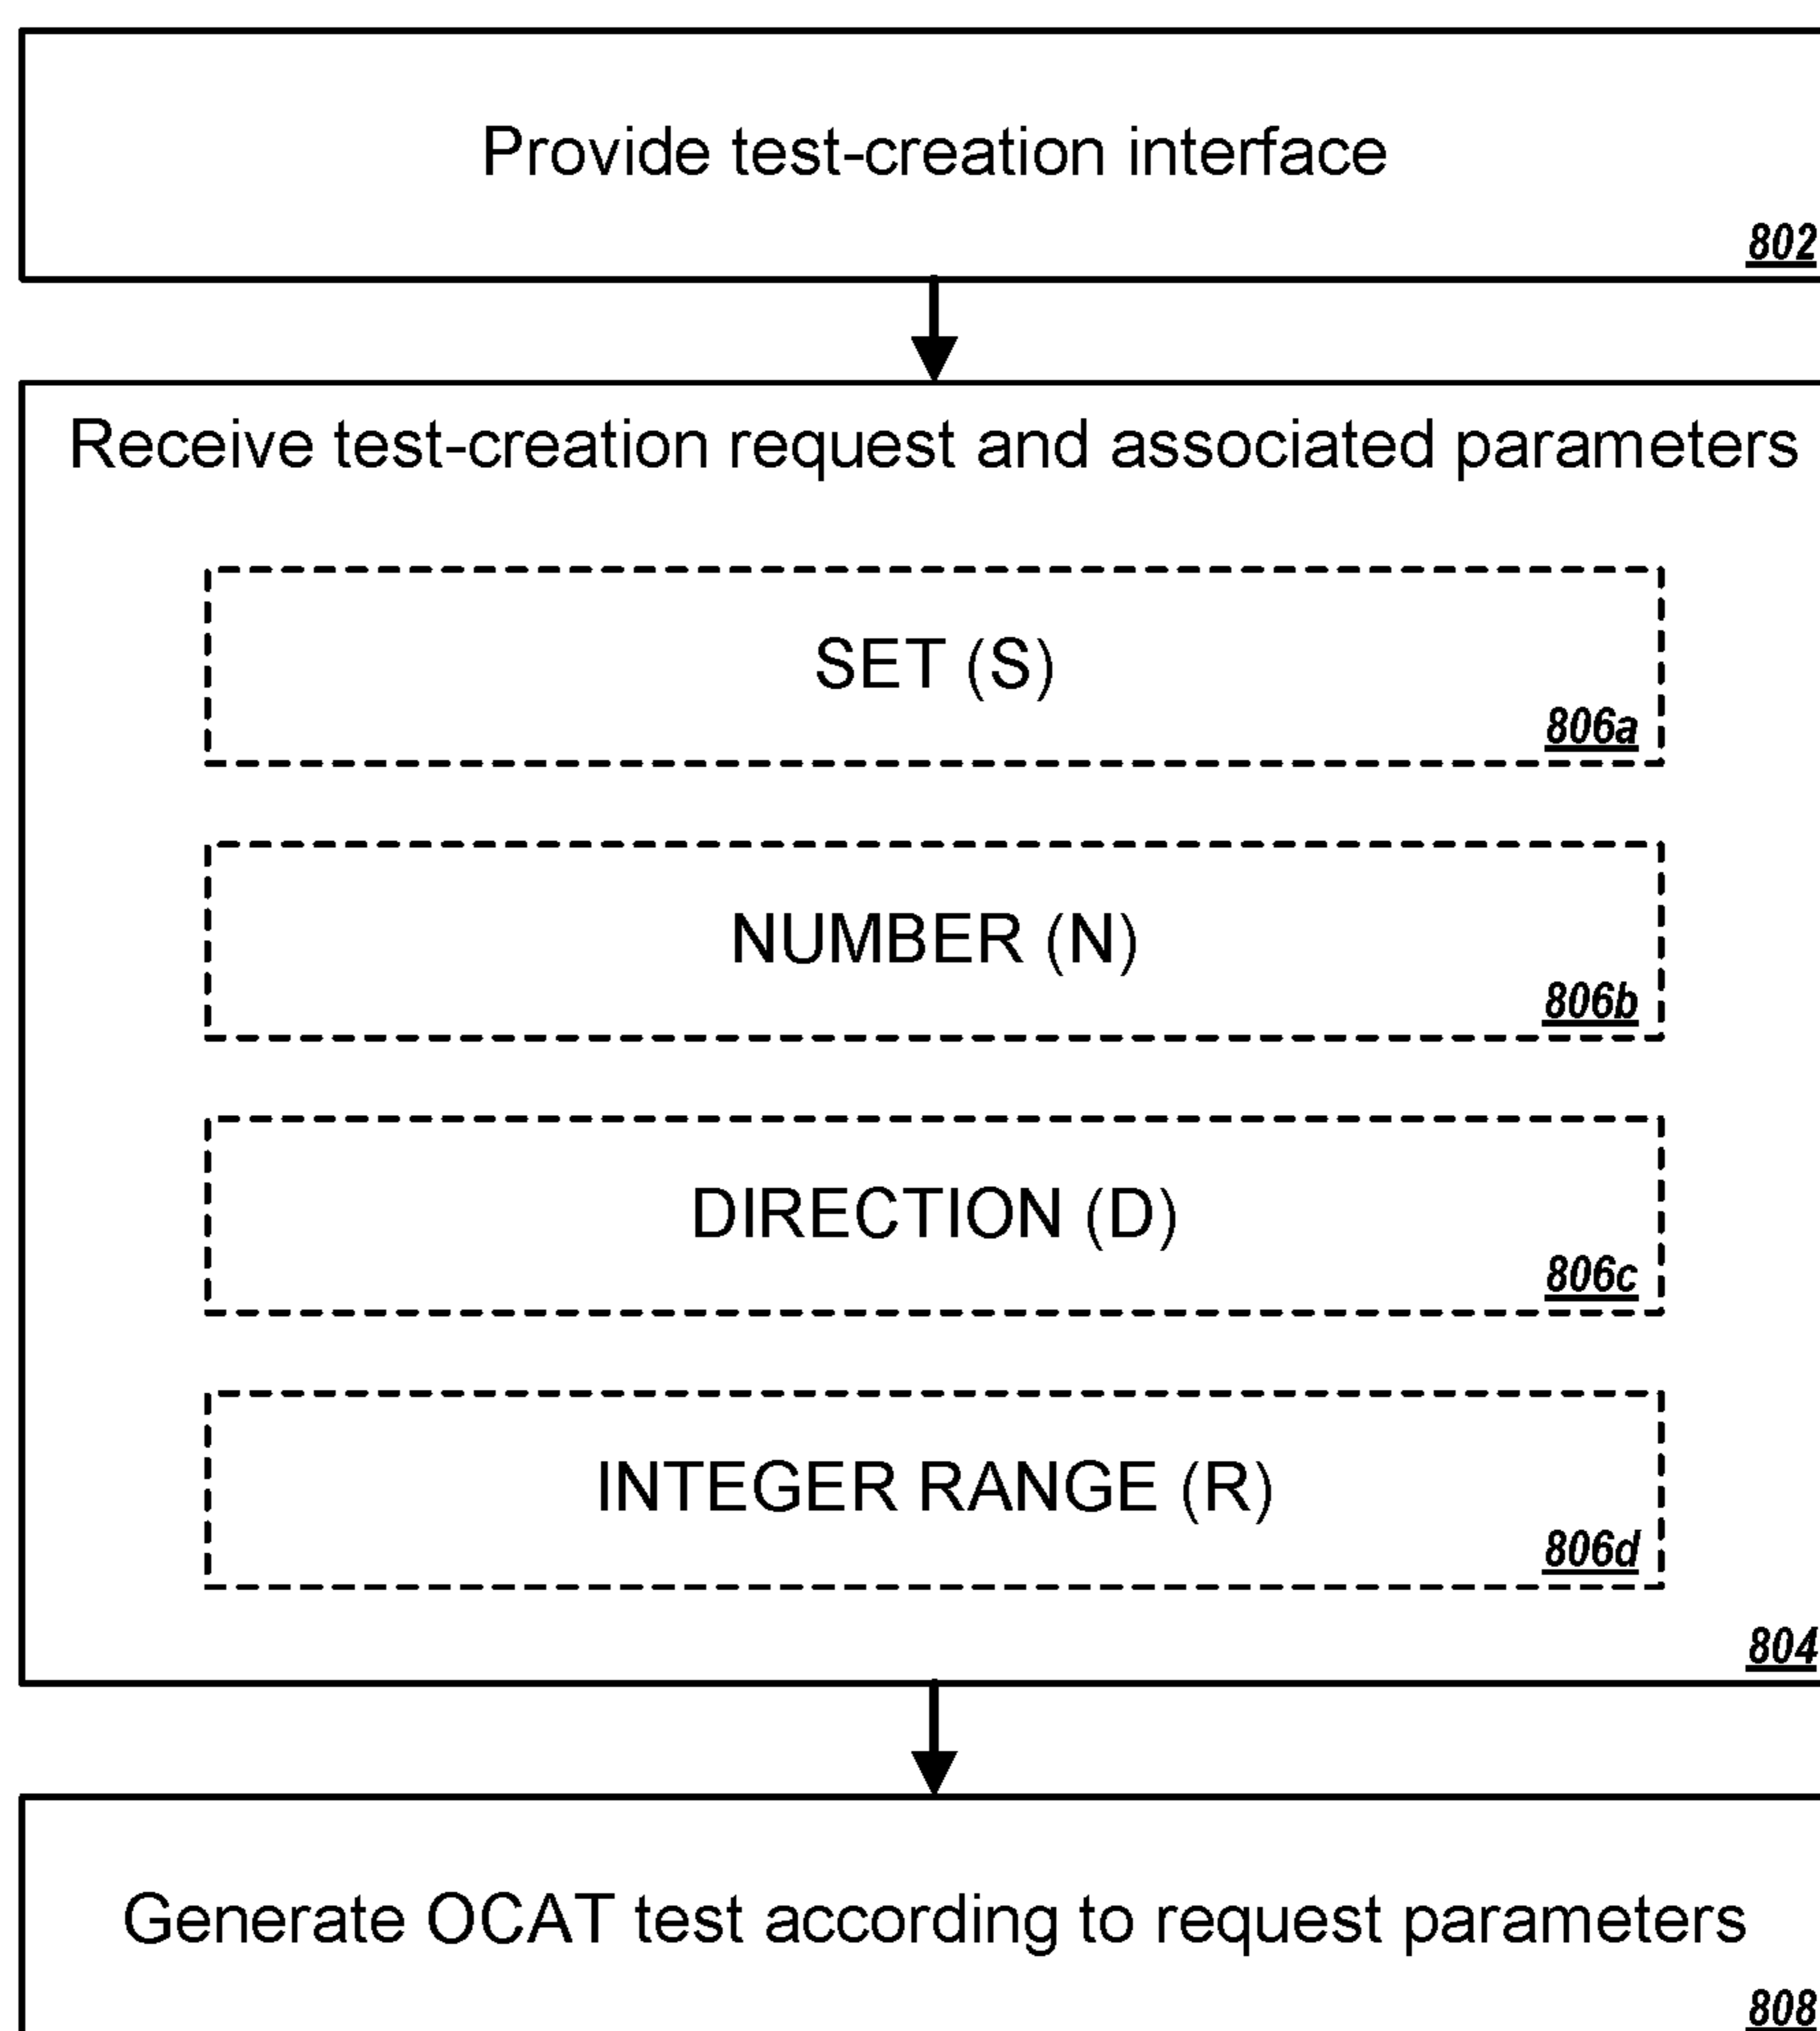 Provide test-creation interface
802
Receive test-creation request and associated parameters
SET (S)
806a
NUMBER (N)
806b
DIRECTION (D)
806c
INTEGER RANGE (R)
806d
804
Generate OCAT test according to request parameters
808